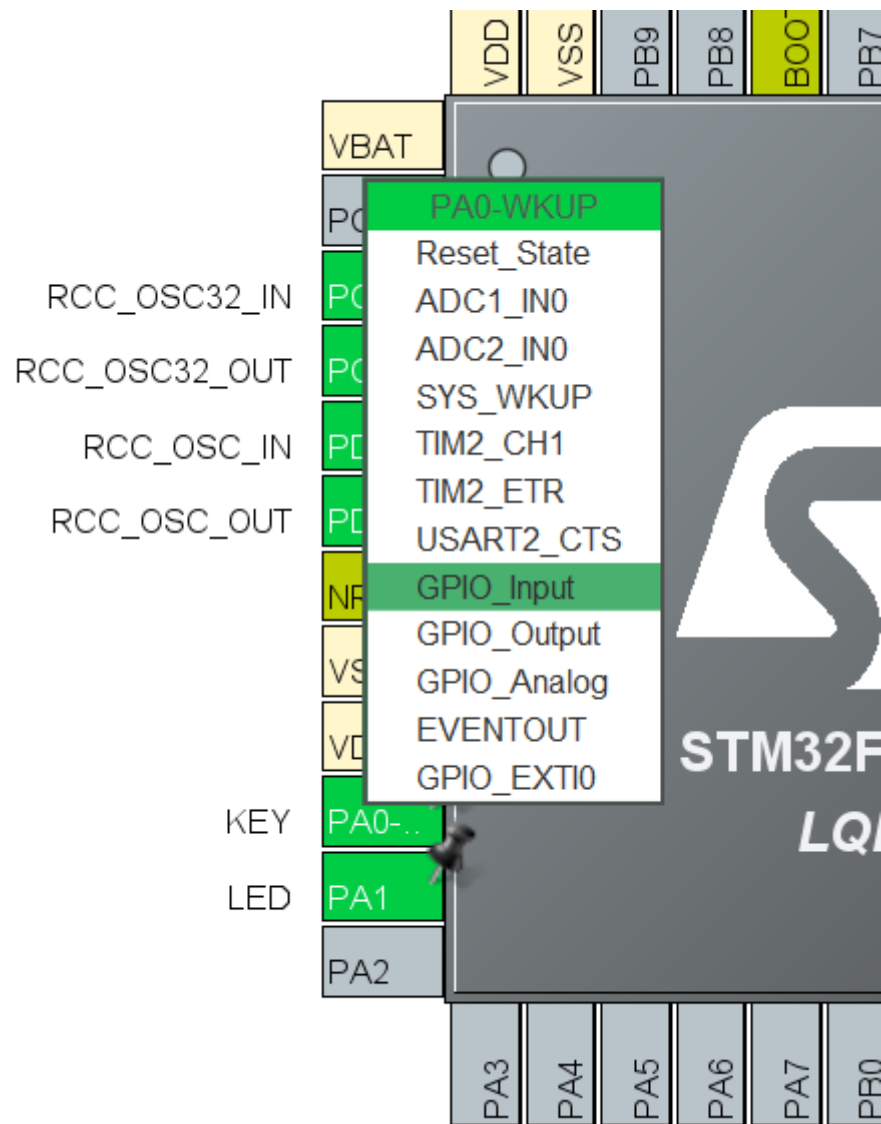 VDD
VSS
PB9
PB8
BOO
PB7
VBAT
PC
PA0-WKUP
Reset_State
ADC1_IN0
ADC2_IN0
SYS_WKUP
TIM2_CH1
TIM2_ETR
USART2_CTS
GPIO_Input
GPIO_Output
GPIO_Analog
EVENTOUT
GPIO_EXTI0
RCC_OSC32_IN
PC
RCC_OSC32_OUT
PC
RCC_OSC_IN
PD
RCC_OSC_OUT
PD
NR
VS
VD
KEY
PA0-..
LED
PA1
PA2
STM32F
LQ
PA3
PA4
PA5
PA6
PA7
PB0